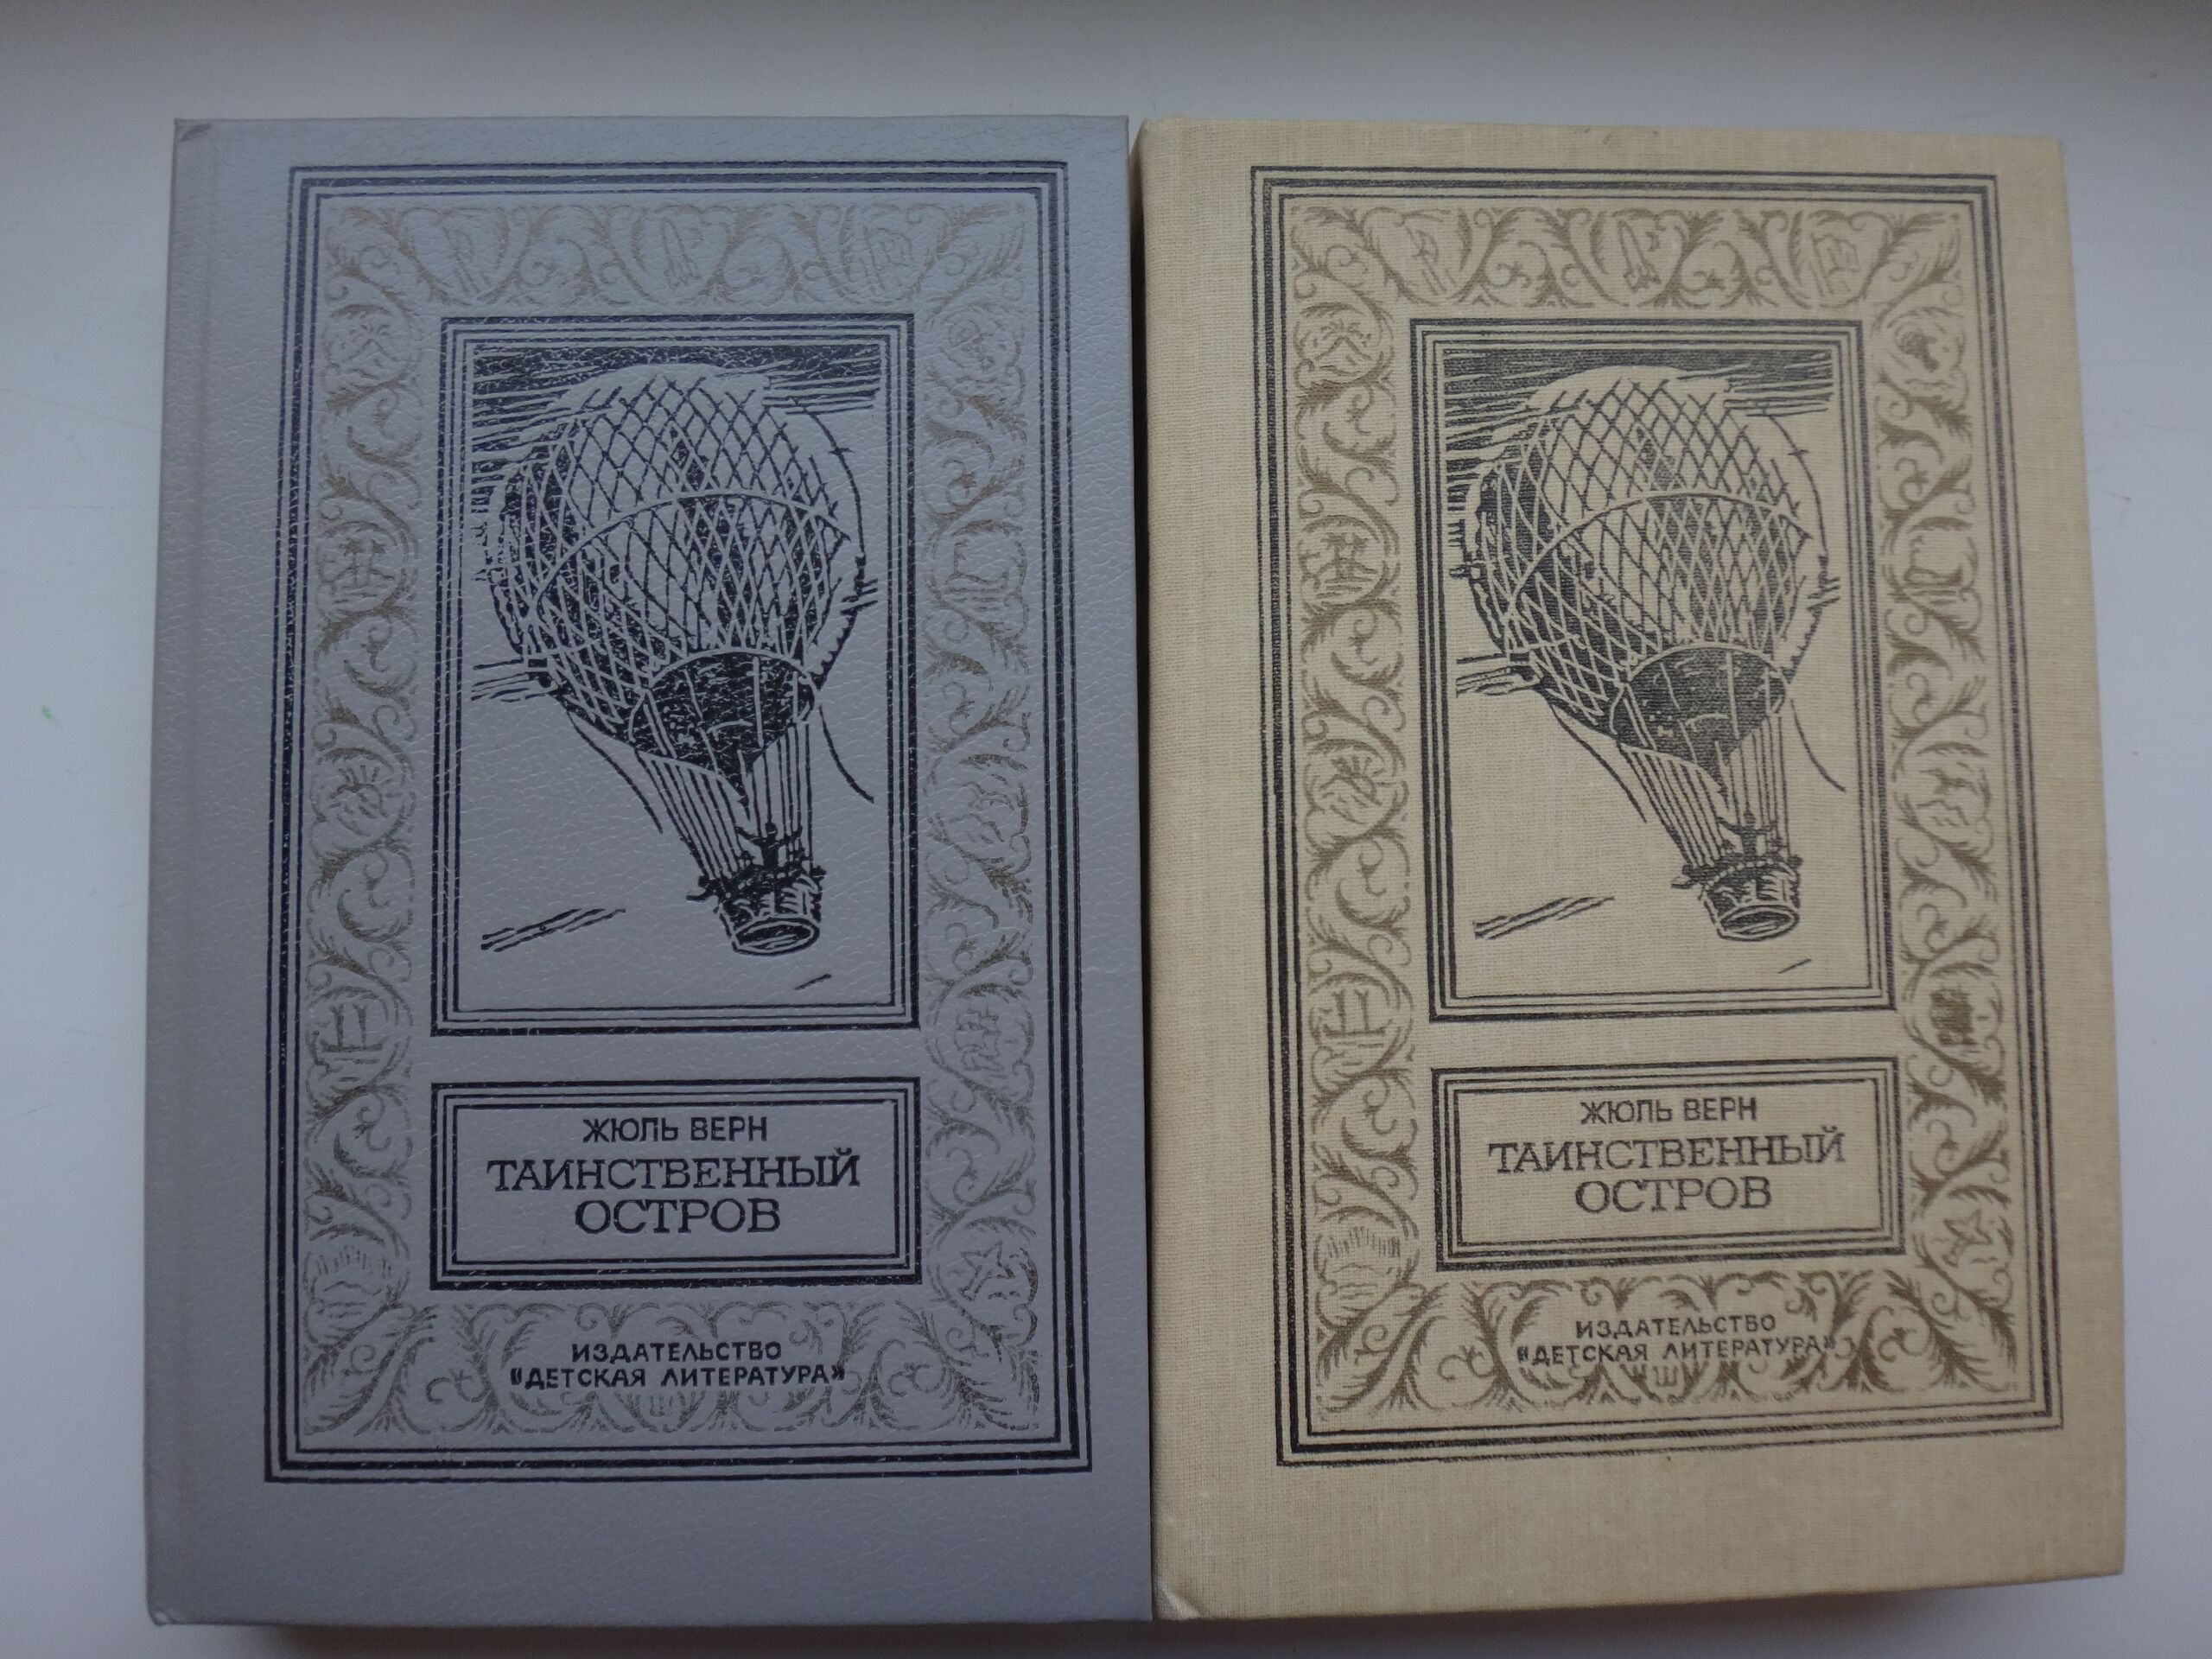 ЖЮЛЬ ВЕРН
ТАИНСТВЕННЫЙ
ОСТРОВ
ИЗДАТЕЛЬСТВО
«ДЕТСКАЯ ЛИТЕРАТУРА»
ЖЮЛЬ ВЕРН
ТАИНСТВЕННЫЙ
ОСТРОВ
ИЗДАТЕЛЬСТВО
«ДЕТСКАЯ ЛИТЕРАТУРА»